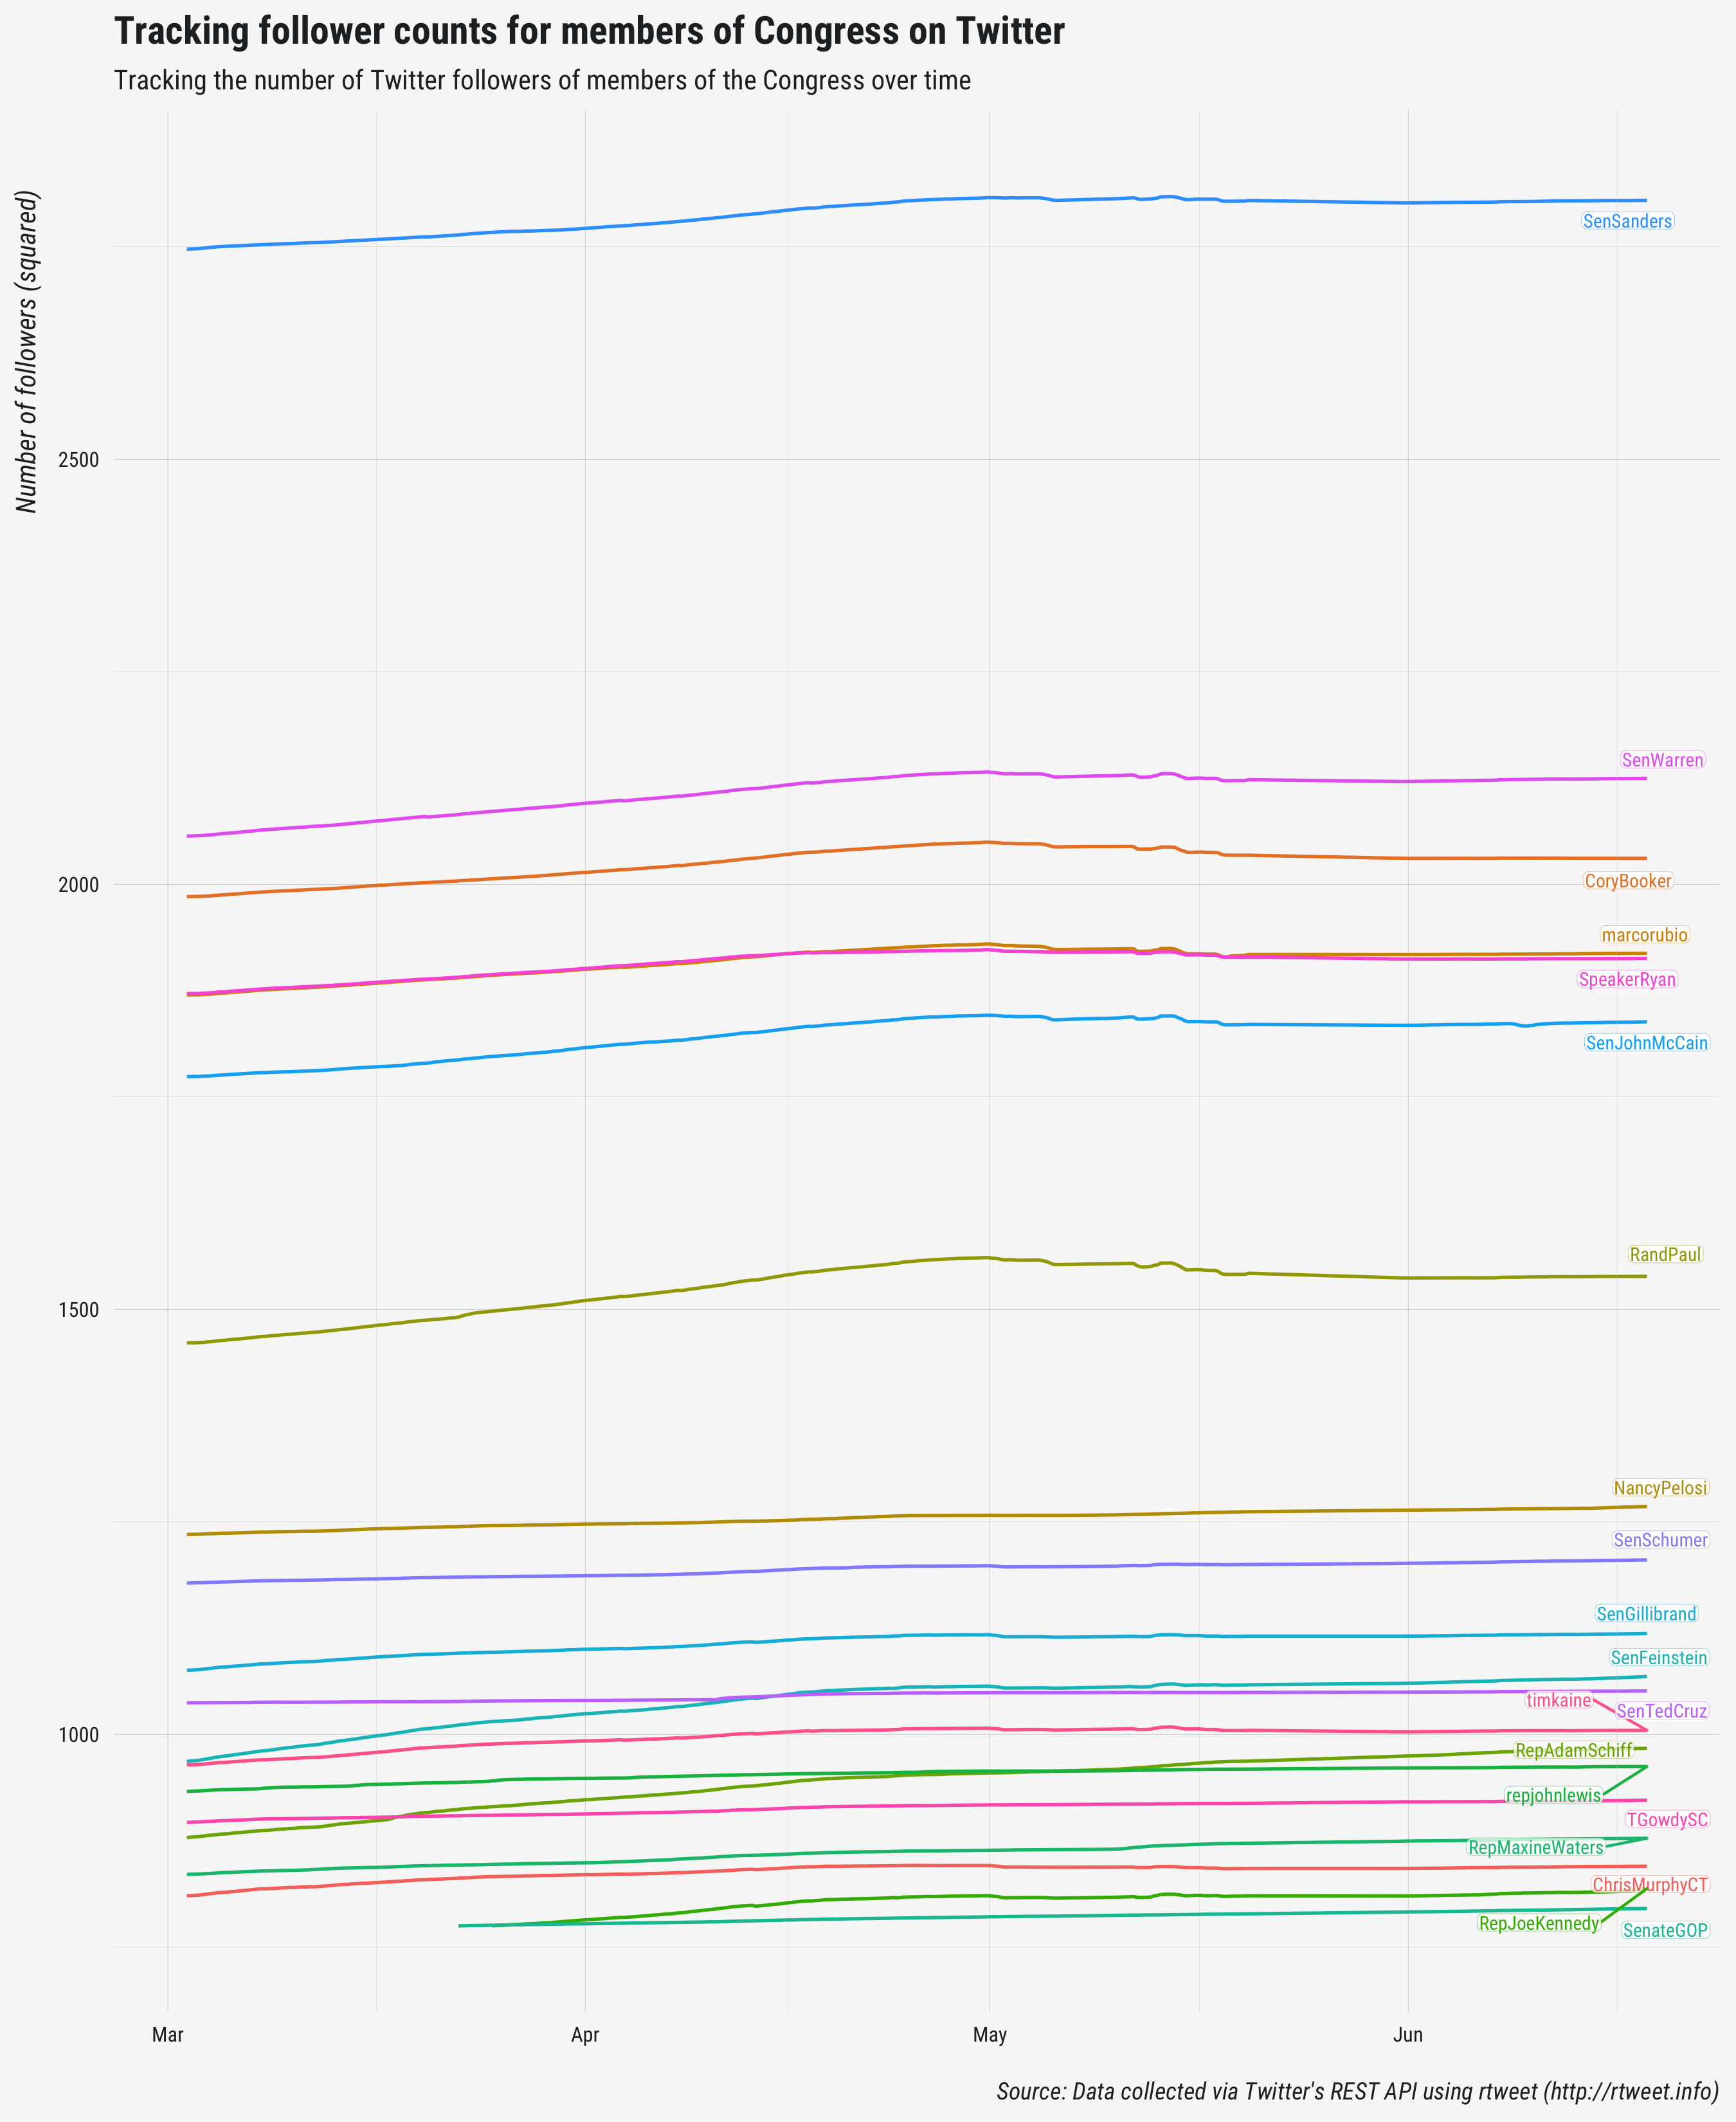 Tracking follower counts for members of Congress on Twitter
Tracking the number of Twitter followers of members of the Congress over time
Number of followers (squared)
SenSanders
2500
SenWarren
2000
CoryBooker
marcorubio
SpeakerRyan
SenJohnMcCain
RandPaul
1500
NancyPelosi
SenSchumer
SenGillibrand
SenFeinstein
timkaine
SenTedCruz
1000
RepAdamSchiff
repjohnlewis
TGowdySC
RepMaxineWaters
ChrisMurphyCT
RepJoeKennedy
SenateGOP
Mar Apr May Jun
Source: Data collected via Twitter's REST API using rtweet (http://rtweet.info)